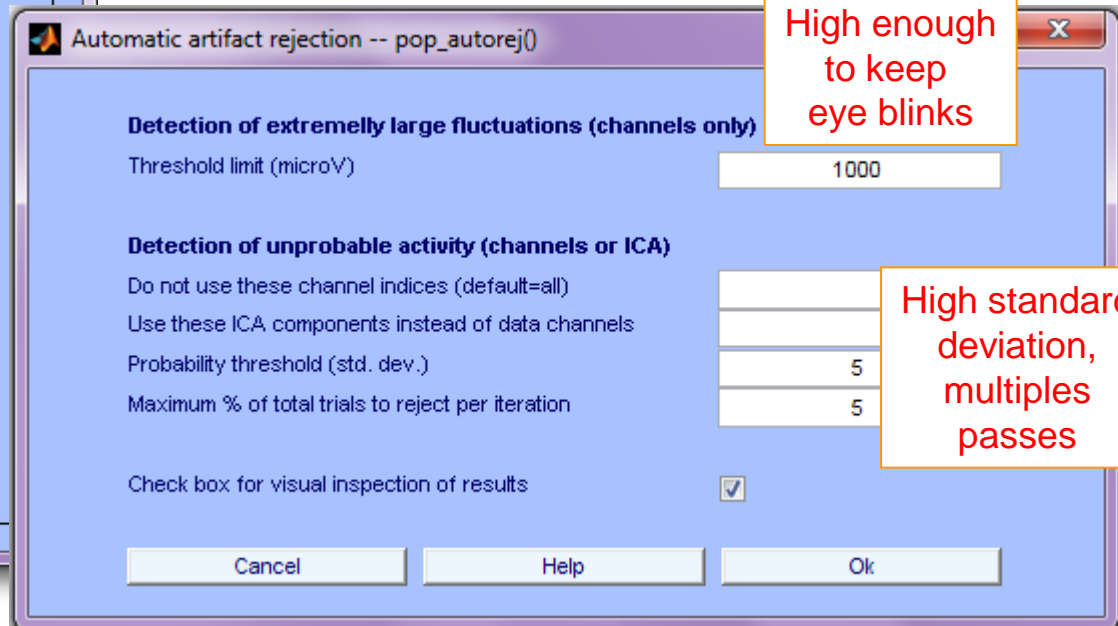 High enough
to keep
eye blinks
Automatic artifact rejection -- pop_autorej()
Detection of extremelly large fluctuations (channels only)
Threshold limit (microV) 1000
Detection of unprobable activity (channels or ICA)
Do not use these channel indices (default=all)
Use these ICA components instead of data channels
Probability threshold (std. dev.) 5
Maximum % of total trials to reject per iteration 5
High standard
deviation,
multiples
passes
Check box for visual inspection of results
Cancel Help Ok